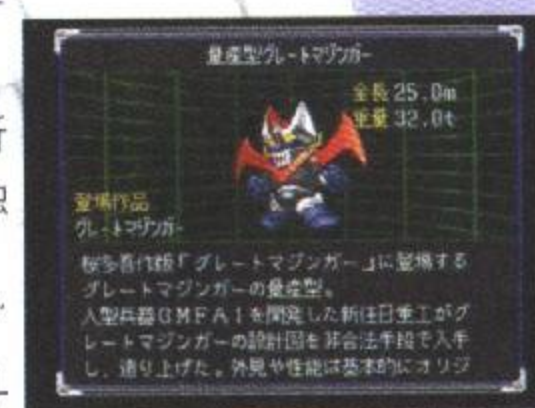 量産型グレートマジンガー
全長 25.0m
重量 32.0t
登場作品
グレートマジンガー
桜多吾作版「グレートマジンガー」に登場する
グレートマジンガーの量産型。
人型兵器GMFA1を開発した新住日重工がグ
レートマジンガーの設計図を非合法手段で入手
し、造り上げた。外見や性能は基本的にオリジ